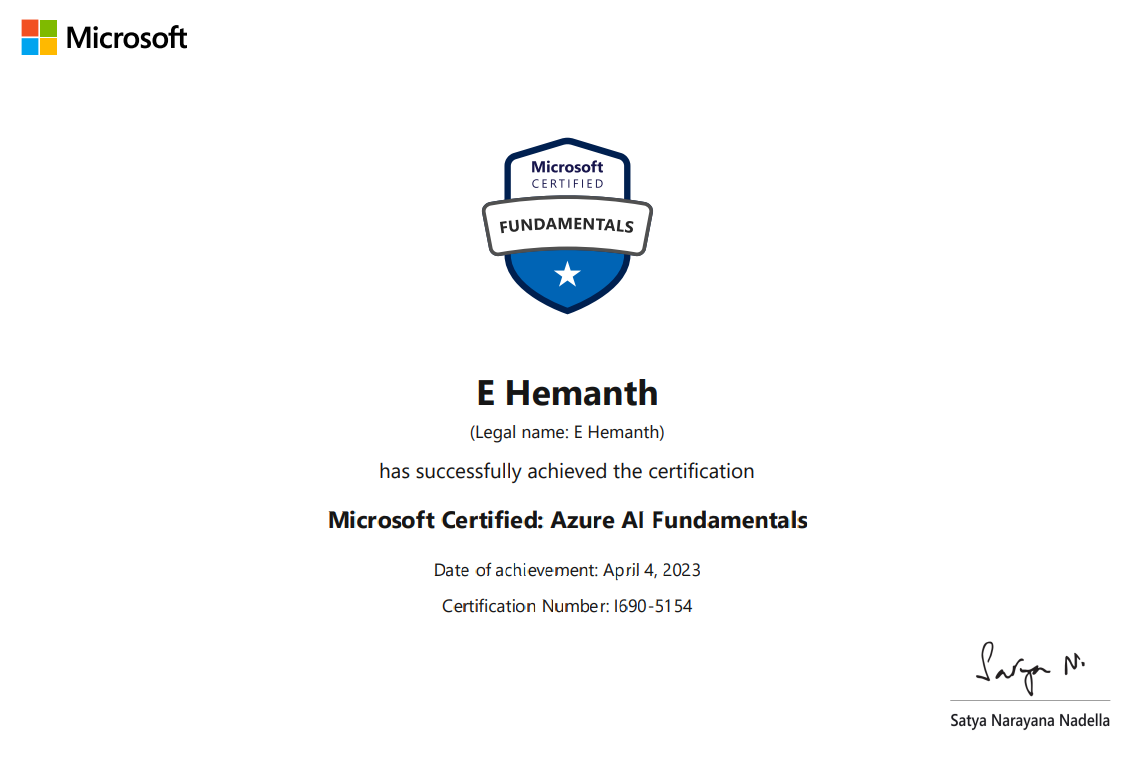 Microsoft
Microsoft
CERTIFIED
FUNDAMENTALS
E Hemanth
(Legal name: E Hemanth)
has successfully achieved the certification
Microsoft Certified: Azure AI Fundamentals
Date of achievement: April 4, 2023
Certification Number: I690-5154
Satya N.
Satya Narayana Nadella